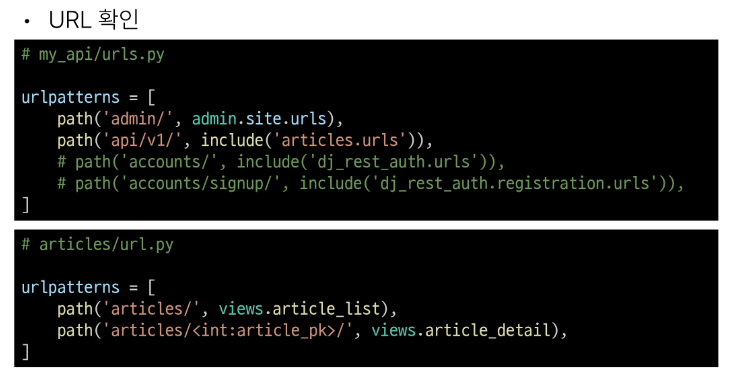 • URL 확인
# my_api/urls.py
urlpatterns = [
    path('admin/', admin.site.urls),
    path('api/v1/', include('articles.urls')),
    # path('accounts/', include('dj_rest_auth.urls')),
    # path('accounts/signup/', include('dj_rest_auth.registration.urls')),
]
# articles/url.py
urlpatterns = [
    path('articles/', views.article_list),
    path('articles/<int:article_pk>/', views.article_detail),
]